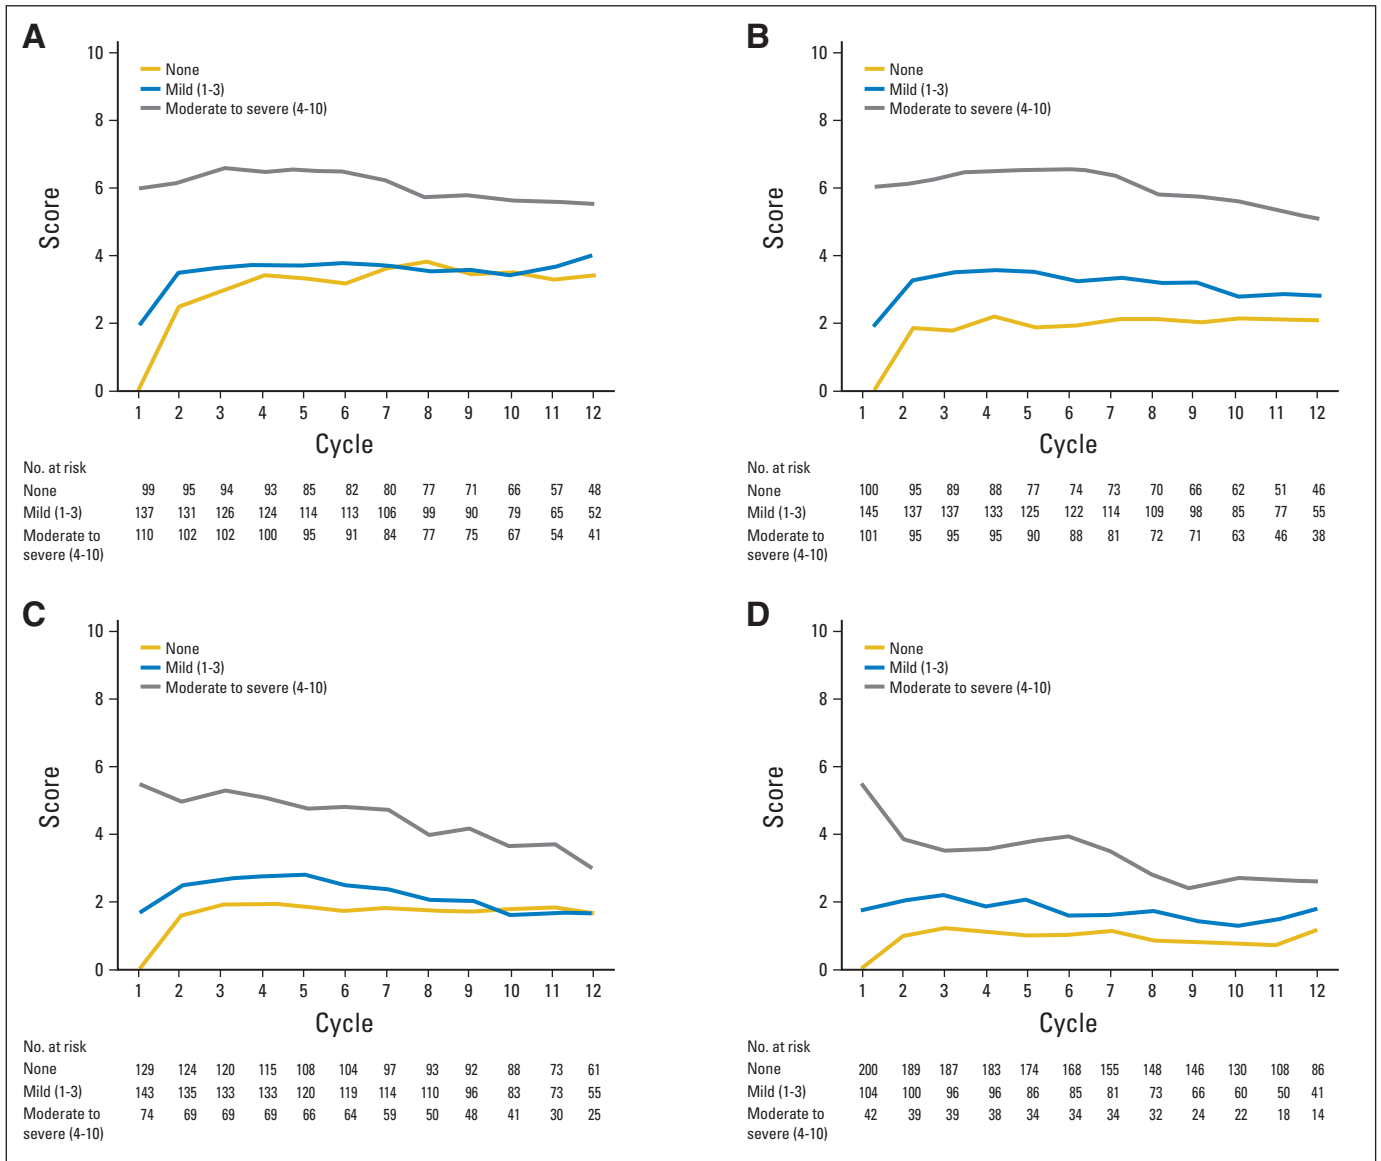 A
10
8
6
4
2
0
Score
None
Mild (1-3)
Moderate to severe (4-10)
1 2 3 4 5 6 7 8 9 10 11 12
Cycle
No. at risk
None 99 95 94 93 85 82 80 77 71 66 57 48
Mild (1-3) 137 131 126 124 114 113 106 99 90 79 65 52
Moderate to 110 102 102 100 95 91 84 77 75 67 54 41
severe (4-10)
B
10
8
6
4
2
0
Score
None
Mild (1-3)
Moderate to severe (4-10)
1 2 3 4 5 6 7 8 9 10 11 12
Cycle
No. at risk
None 100 95 89 88 77 74 73 70 66 62 51 46
Mild (1-3) 145 137 137 133 125 122 114 109 98 85 77 55
Moderate to 101 95 95 95 90 88 81 72 71 63 46 38
severe (4-10)
C
10
8
6
4
2
0
Score
None
Mild (1-3)
Moderate to severe (4-10)
1 2 3 4 5 6 7 8 9 10 11 12
Cycle
No. at risk
None 129 124 120 115 108 104 97 93 92 88 73 61
Mild (1-3) 143 135 133 133 120 119 114 110 96 83 73 55
Moderate to 74 69 69 69 66 64 59 50 48 41 30 25
severe (4-10)
D
10
8
6
4
2
0
Score
None
Mild (1-3)
Moderate to severe (4-10)
1 2 3 4 5 6 7 8 9 10 11 12
Cycle
No. at risk
None 200 189 187 183 174 168 155 148 146 130 108 86
Mild (1-3) 104 100 96 96 86 85 81 73 66 60 50 41
Moderate to 42 39 39 38 34 34 34 32 24 22 18 14
severe (4-10)